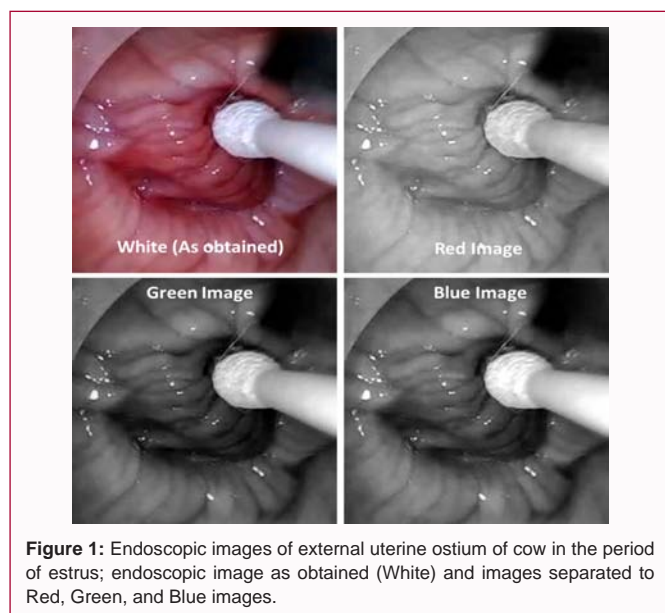 White (As obtained)
Red Image
Green Image
Blue Image
Figure 1: Endoscopic images of external uterine ostium of cow in the period
of estrus; endoscopic image as obtained (White) and images separated to
Red, Green, and Blue images.